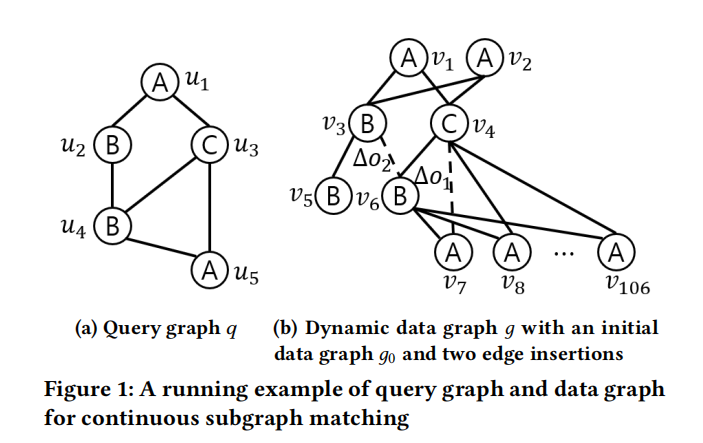 A u₁
u₂ B
C u₃
u₄ B
A u₅
A v₁
A v₂
v₃ B
C v₄
Δo₂
Δo₁
v₅ B
v₆ B
A A ... A
v₇ v₈ v₁₀₆
(a) Query graph q
(b) Dynamic data graph g with an initial
data graph g₀ and two edge insertions
Figure 1: A running example of query graph and data graph
for continuous subgraph matching